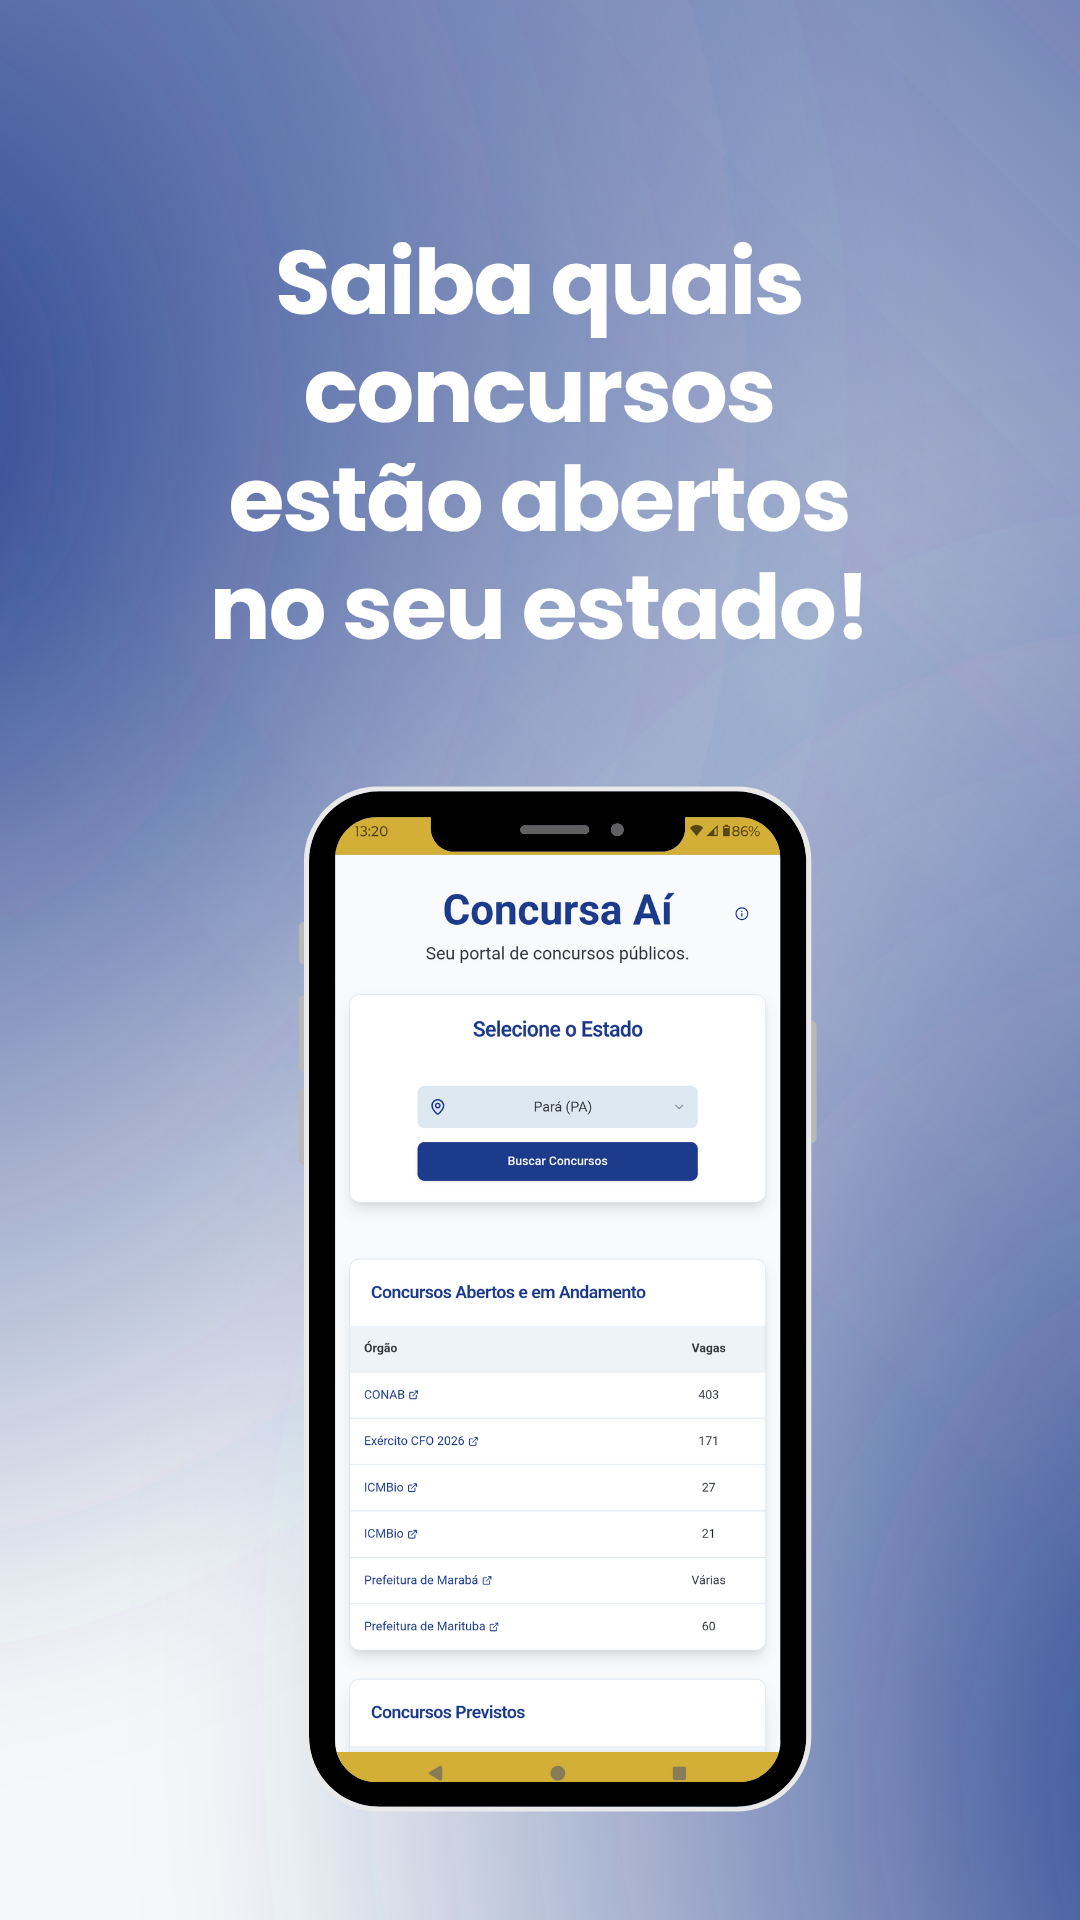 Saiba quais
concursos
estão abertos
no seu estado!
13:20
86%
Concursa Aí
Seu portal de concursos públicos.
Selecione o Estado
Pará (PA)
Buscar Concursos
Concursos Abertos e em Andamento
Órgão Vagas
CONAB 403
Exército CFO 2026 171
ICMBio 27
ICMBio 21
Prefeitura de Marabá Várias
Prefeitura de Marituba 60
Concursos Previstos